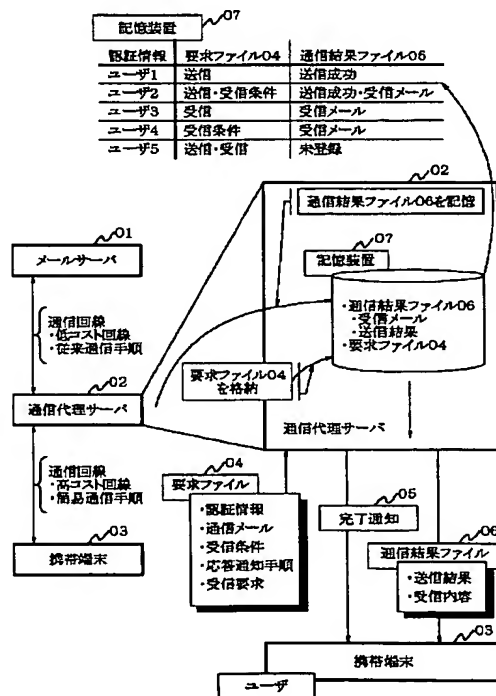 07
記憶装置
認証情報 要求ファイル04 通信結果ファイル06
ユーザ1 送信 送信成功
ユーザ2 送信・受信条件 送信成功・受信メール
ユーザ3 受信 受信メール
ユーザ4 受信条件 受信メール
ユーザ5 送信・受信 未登録
02
通信結果ファイル06を記憶
01
メールサーバ
07
記憶装置
通信回線
・低コスト回線
・従来通信手順
・通信結果ファイル06
・受信メール
・送信結果
・要求ファイル04
02
通信代理サーバ
要求ファイル04
を格納
通信代理サーバ
通信回線
・高コスト回線
・簡易通信手順
04
要求ファイル
・認証情報
・通信メール
・受信条件
・応答通知手順
・受信要求
05
完了通知
06
通信結果ファイル
・送信結果
・受信内容
03
携帯端末
03
携帯端末
ユーザ